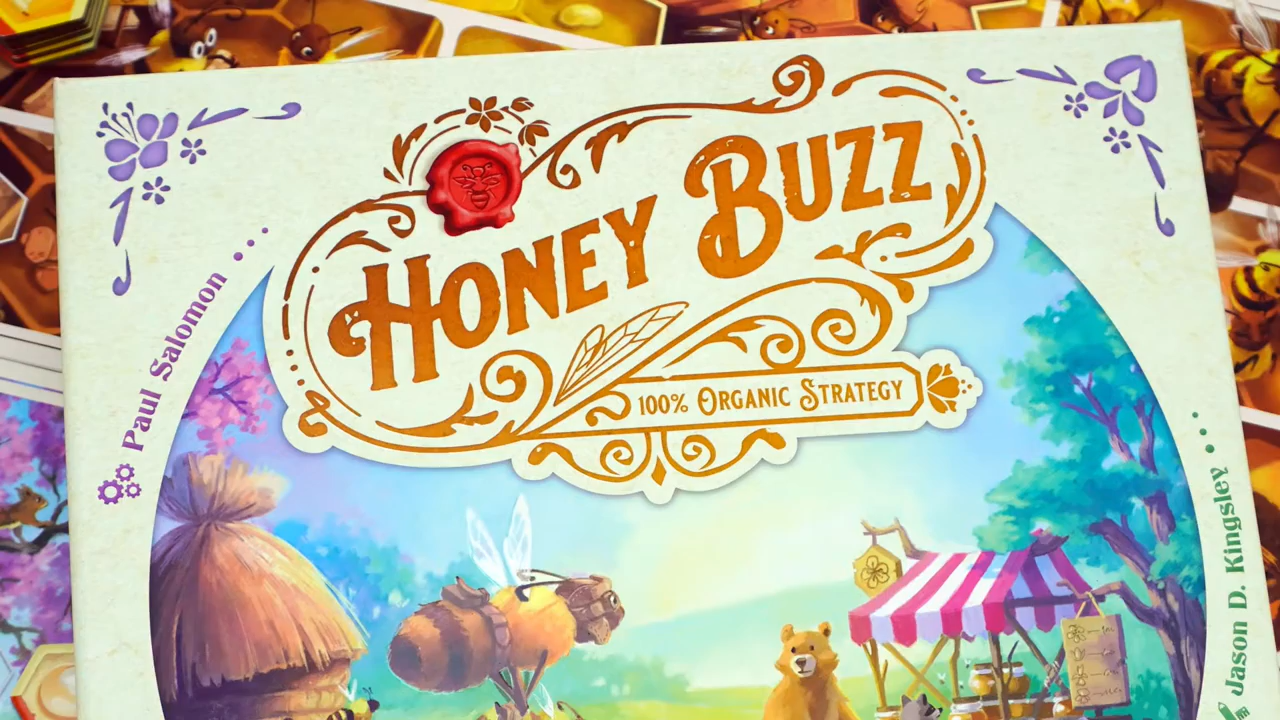 HONEY BUZZ
100% ORGANIC STRATEGY
Paul Salomon
Jason D. Kingsley